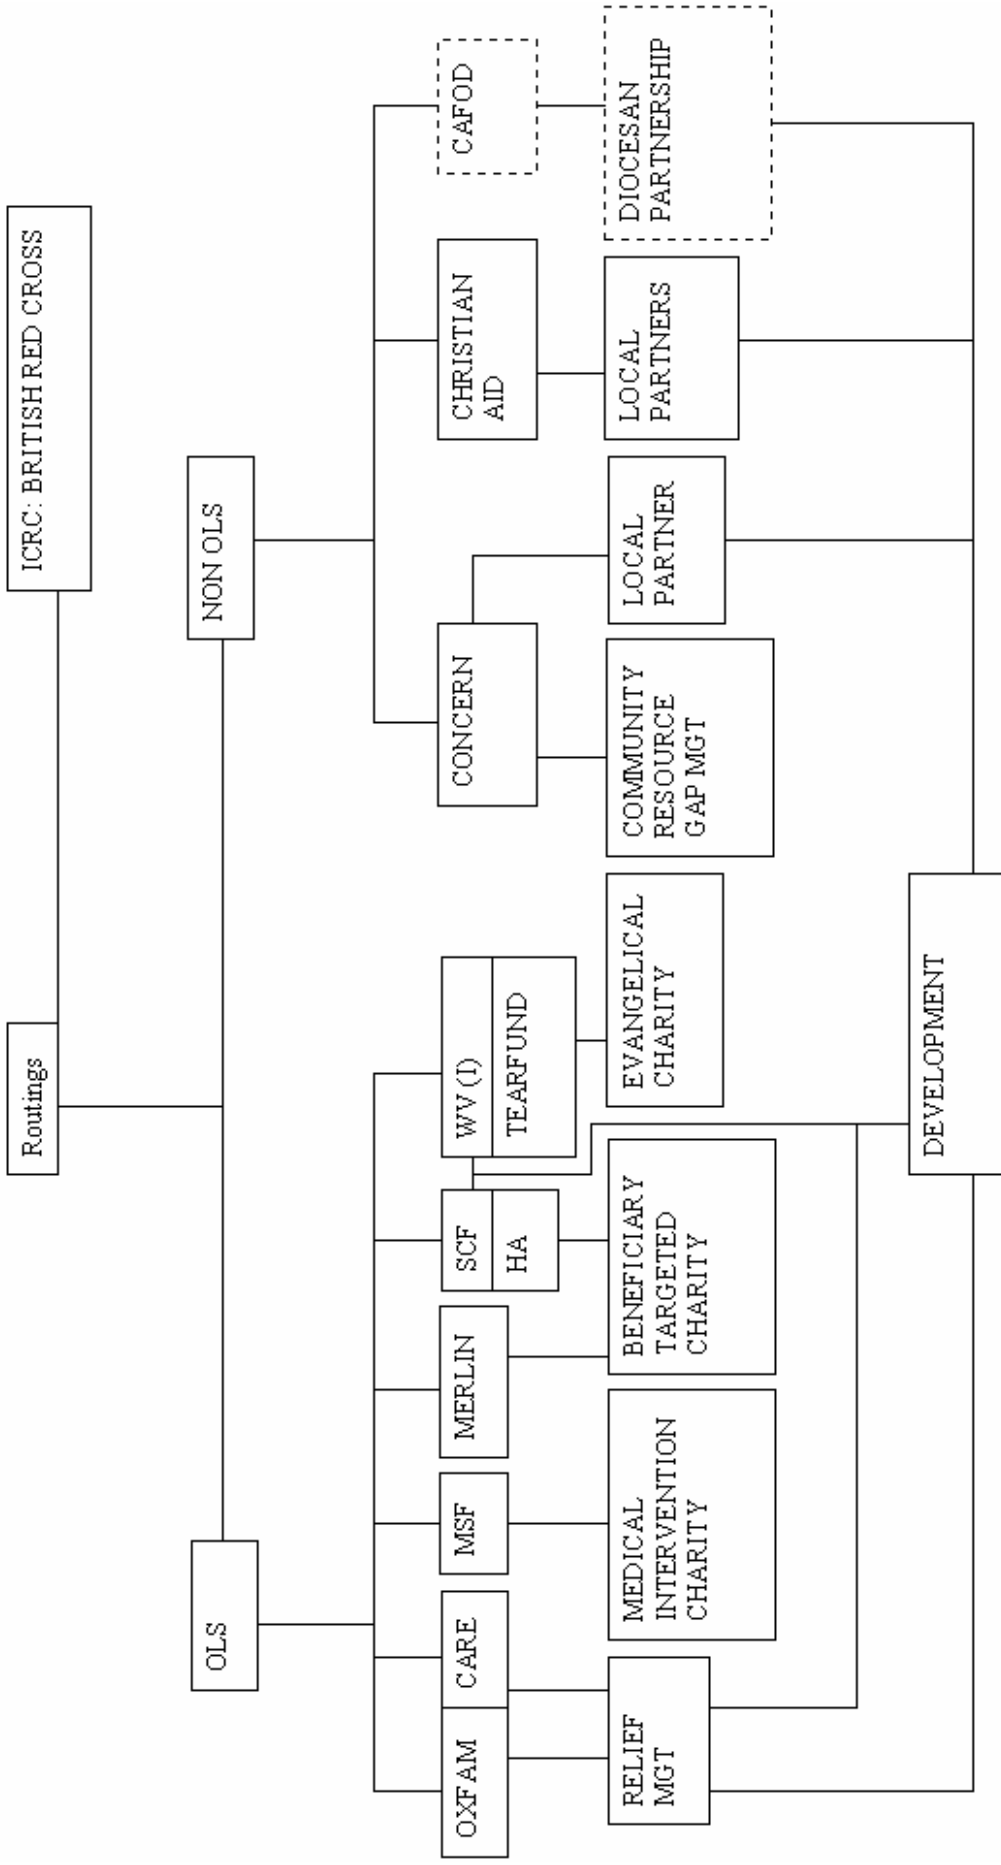 Routings
ICRC: BRITISH RED CROSS
OLS
NON OLS
OXFAM
CARE
MSF
MERLIN
SCF
HA
WV (I)
TEARFUND
CONCERN
CHRISTIAN
AID
CAFOD
RELIEF
MGT
MEDICAL
INTERVENTION
CHARITY
BENEFICIARY
TARGETED
CHARITY
EVANGELICAL
CHARITY
COMMUNITY
RESOURCE
GAP MGT
LOCAL
PARTNER
LOCAL
PARTNERS
DIOCESAN
PARTNERSHIP
DEVELOPMENT